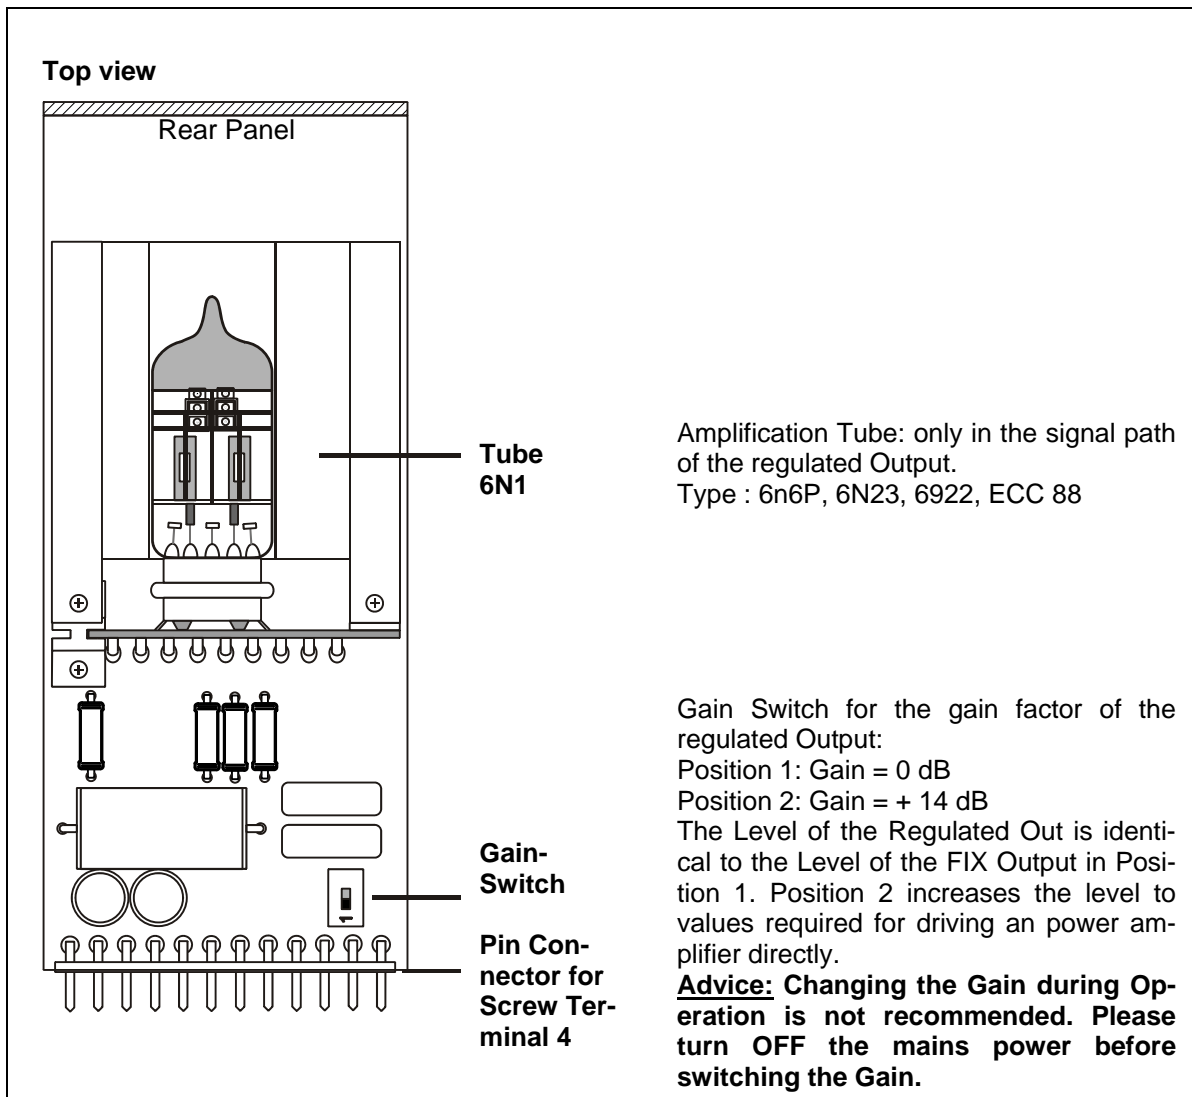 Top view
Rear Panel
Tube
6N1
Amplification Tube: only in the signal path
of the regulated Output.
Type : 6n6P, 6N23, 6922, ECC 88
Gain-
Switch
Gain Switch for the gain factor of the
regulated Output:
Position 1: Gain = 0 dB
Position 2: Gain = + 14 dB
The Level of the Regulated Out is identi-
cal to the Level of the FIX Output in Posi-
tion 1. Position 2 increases the level to
values required for driving an power am-
plifier directly.
Advice: Changing the Gain during Op-
eration is not recommended. Please
turn OFF the mains power before
switching the Gain.
1
Pin Con-
nector for
Screw Ter-
minal 4